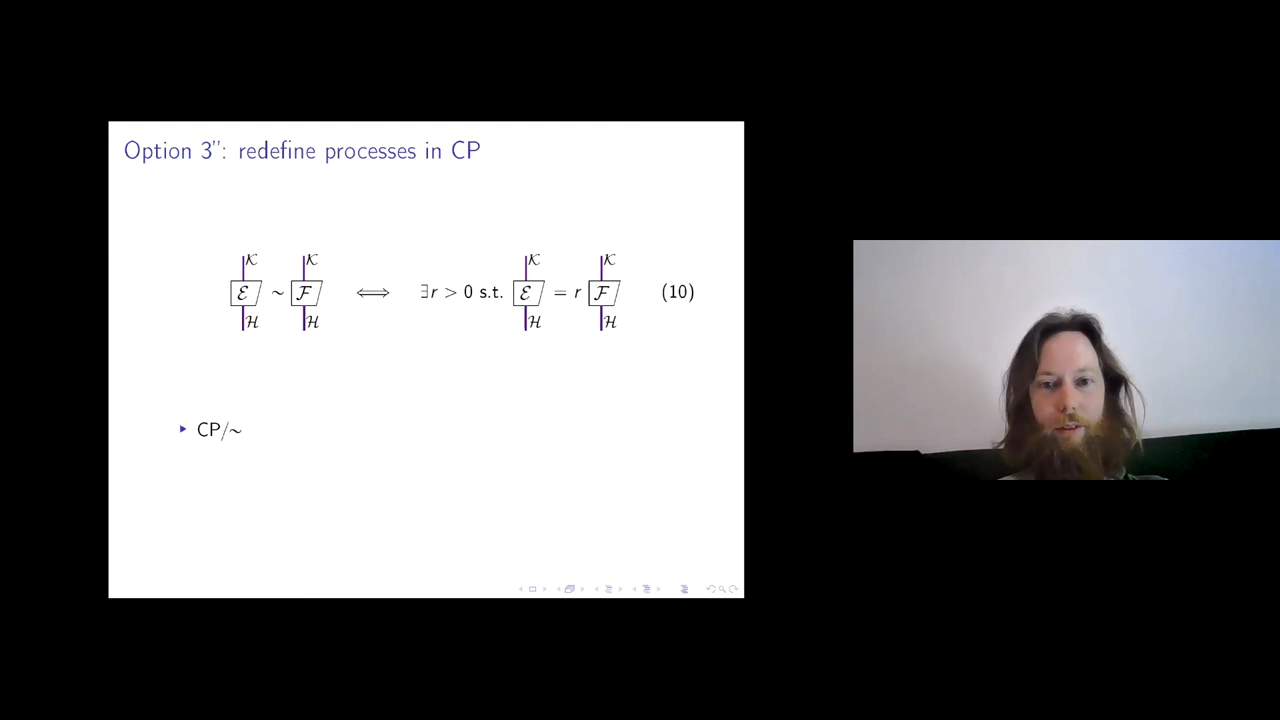 Option 3”: redefine processes in CP
𝒦 𝒦 𝒦 𝒦
ℰ ∼ ℱ ⟺ ∃r > 0 s.t. ℰ = r ℱ (10)
ℋ ℋ ℋ ℋ
CP/∼